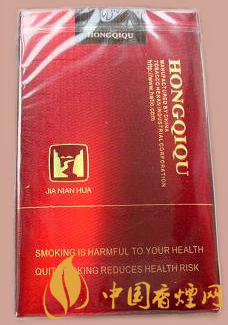 HONGQIQU
HONGQIQU
MANUFACTURED BY CHINA
TOBACCO HENAN INDUSTRIAL CORPORATION
http://www.hatic.com
JIA NIAN HUA
SMOKING IS HARMFUL TO YOUR HEALTH
QUIT SMOKING REDUCES HEALTH RISK
中国香烟网